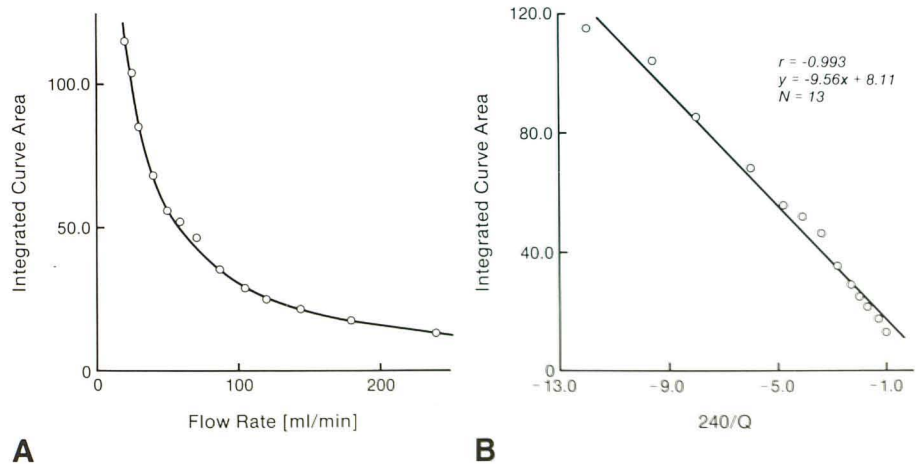 Integrated Curve Area
100.0
50.0
0
0
100
200
Flow Rate [ml/min]
A
Integrated Curve Area
120.0
80.0
40.0
0
-13.0
-9.0
-5.0
-1.0
240/Q
r = -0.993
y = -9.56x + 8.11
N = 13
B